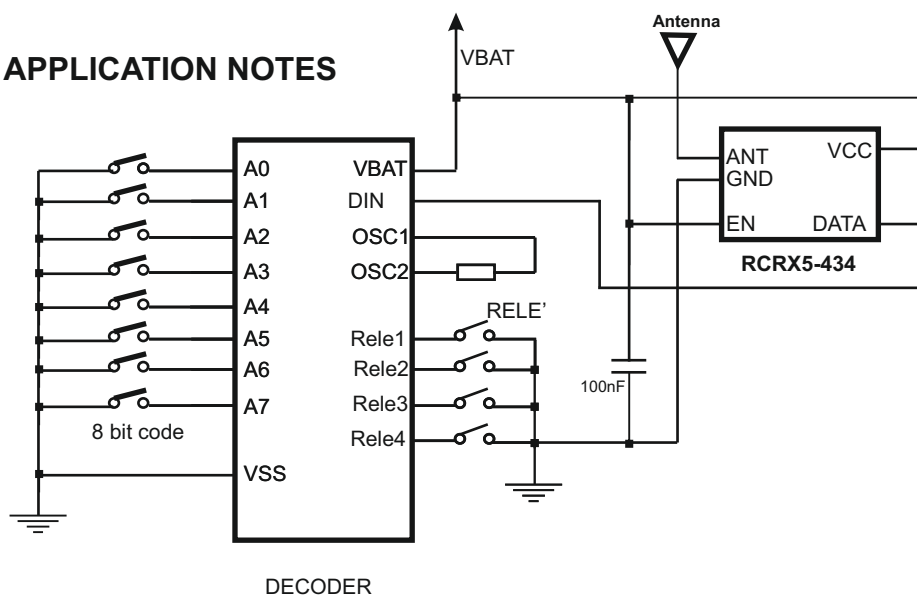 APPLICATION NOTES
VBAT
Antenna
A0
A1
A2
A3
A4
A5
A6
A7
VSS
8 bit code
VBAT
DIN
OSC1
OSC2
Rele1
Rele2
Rele3
Rele4
DECODER
RELE'
100nF
ANT
GND
EN
VCC
DATA
RCRX5-434